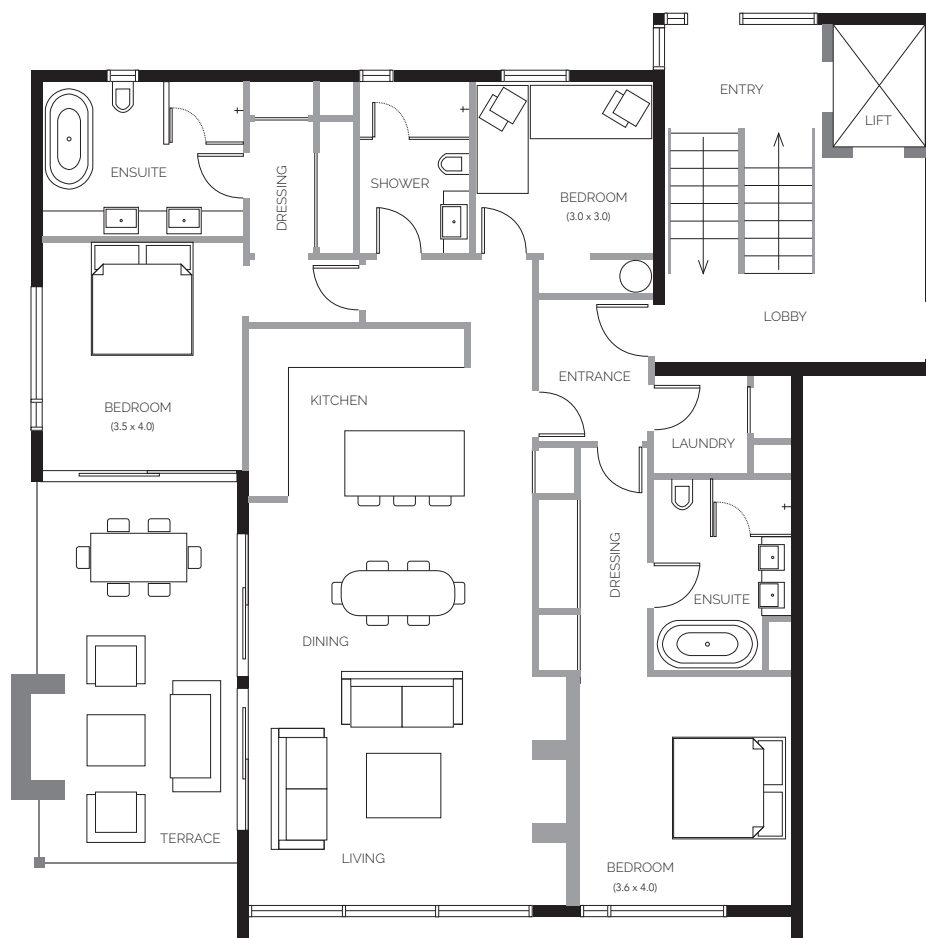 ENTRY
LIFT
ENSUITE
DRESSING
SHOWER
BEDROOM
(3.0 x 3.0)
LOBBY
ENTRANCE
KITCHEN
BEDROOM
(3.5 x 4.0)
LAUNDRY
DRESSING
ENSUITE
DINING
TERRACE
LIVING
BEDROOM
(3.6 x 4.0)